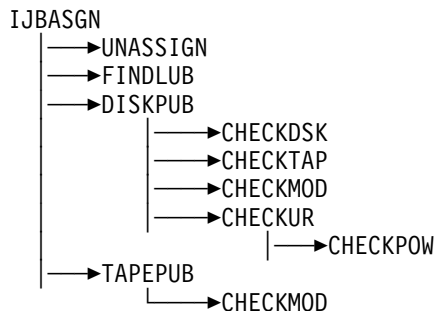 IJBASGN
UNASSIGN
FINDLUB
DISKPUB
CHECKDSK
CHECKTAP
CHECKMOD
CHECKUR
CHECKPOW
TAPEPUB
CHECKMOD